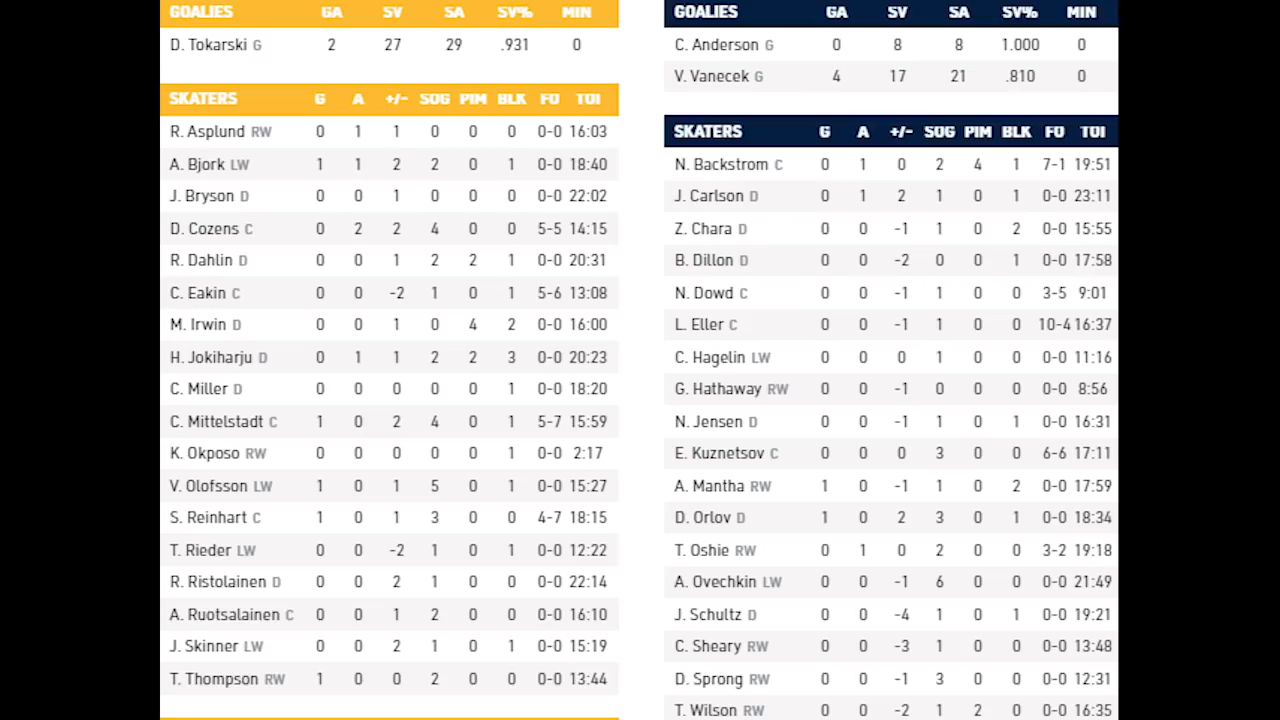 GOALIES GA SV SA SV% MIN
D. Tokarski G 2 27 29 .931 0
SKATERS G A +/- SOG PIM BLK FO TOI
R. Asplund RW 0 1 1 0 0 0 0-0 16:03
A. Bjork LW 1 1 2 2 0 1 0-0 18:40
J. Bryson D 0 0 1 0 0 0 0-0 22:02
D. Cozens C 0 2 2 4 0 0 5-5 14:15
R. Dahlin D 0 0 1 2 2 1 0-0 20:31
C. Eakin C 0 0 -2 1 0 1 5-6 13:08
M. Irwin D 0 0 1 0 4 2 0-0 16:00
H. Jokiharju D 0 1 1 2 2 3 0-0 20:23
C. Miller D 0 0 0 0 0 1 0-0 18:20
C. Mittelstadt C 1 0 2 4 0 1 5-7 15:59
K. Okposo RW 0 0 0 0 0 1 0-0 2:17
V. Olofsson LW 1 0 1 5 0 1 0-0 15:27
S. Reinhart C 1 0 1 3 0 0 4-7 18:15
T. Rieder LW 0 0 -2 1 0 1 0-0 12:22
R. Ristolainen D 0 0 2 1 0 0 0-0 22:14
A. Ruotsalainen C 0 0 1 2 0 0 0-0 16:10
J. Skinner LW 0 0 2 1 0 1 0-0 15:19
T. Thompson RW 1 0 0 2 0 0 0-0 13:44
GOALIES GA SV SA SV% MIN
C. Anderson G 0 8 8 1.000 0
V. Vanecek G 4 17 21 .810 0
SKATERS G A +/- SOG PIM BLK FO TOI
N. Backstrom C 0 1 0 2 4 1 7-1 19:51
J. Carlson D 0 1 2 1 0 1 0-0 23:11
Z. Chara D 0 0 -1 1 0 2 0-0 15:55
B. Dillon D 0 0 -2 0 0 1 0-0 17:58
N. Dowd C 0 0 -1 1 0 0 3-5 9:01
L. Eller C 0 0 -1 1 0 0 10-4 16:37
C. Hagelin LW 0 0 0 1 0 0 0-0 11:16
G. Hathaway RW 0 0 -1 0 0 0 0-0 8:56
N. Jensen D 0 0 -1 1 0 1 0-0 16:31
E. Kuznetsov C 0 0 0 3 0 0 6-6 17:11
A. Mantha RW 1 0 -1 1 0 2 0-0 17:59
D. Orlov D 1 0 2 3 0 1 0-0 18:34
T. Oshie RW 0 1 0 2 0 0 3-2 19:18
A. Ovechkin LW 0 0 -1 6 0 0 0-0 21:49
J. Schultz D 0 0 -4 1 0 1 0-0 19:21
C. Sheary RW 0 0 -3 1 0 0 0-0 13:48
D. Sprong RW 0 0 -1 3 0 0 0-0 12:31
T. Wilson RW 0 0 -2 1 2 0 0-0 16:35